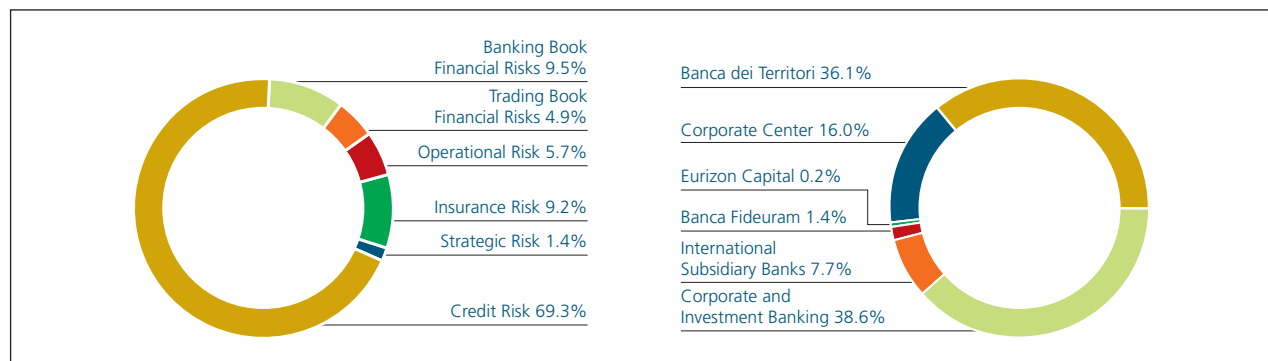 Banking Book
Financial Risks 9.5%
Trading Book
Financial Risks 4.9%
Operational Risk 5.7%
Insurance Risk 9.2%
Strategic Risk 1.4%
Credit Risk 69.3%
Banca dei Territori 36.1%
Corporate Center 16.0%
Eurizon Capital 0.2%
Banca Fideuram 1.4%
International
Subsidiary Banks 7.7%
Corporate and
Investment Banking 38.6%